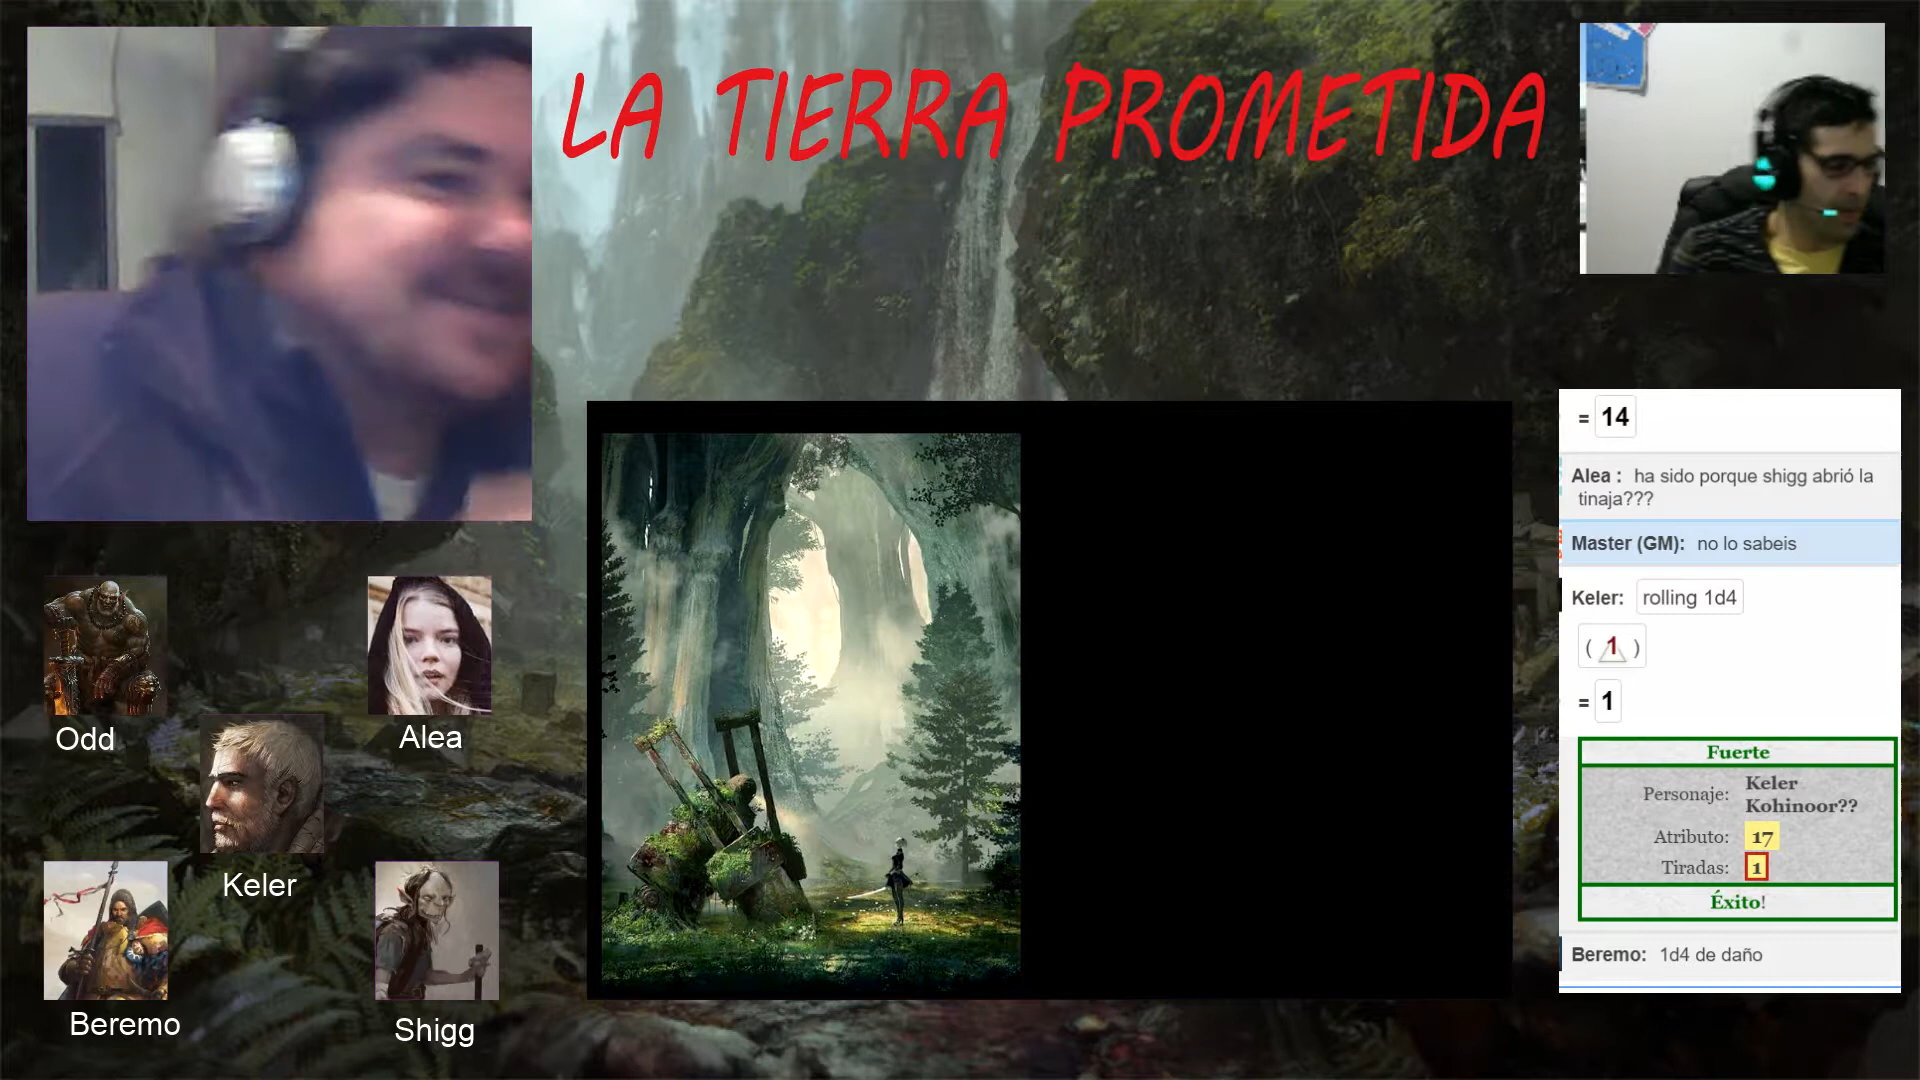 LA TIERRA PROMETIDA
Odd
Alea
Keler
Beremo
Shigg
= 14
Alea : ha sido porque shigg abrió la
tinaja???
Master (GM): no lo sabeis
Keler: rolling 1d4
( 1 )
= 1
Fuerte
Personaje: Keler
Kohinoor??
Atributo: 17
Tiradas: 1
Éxito!
Beremo: 1d4 de daño